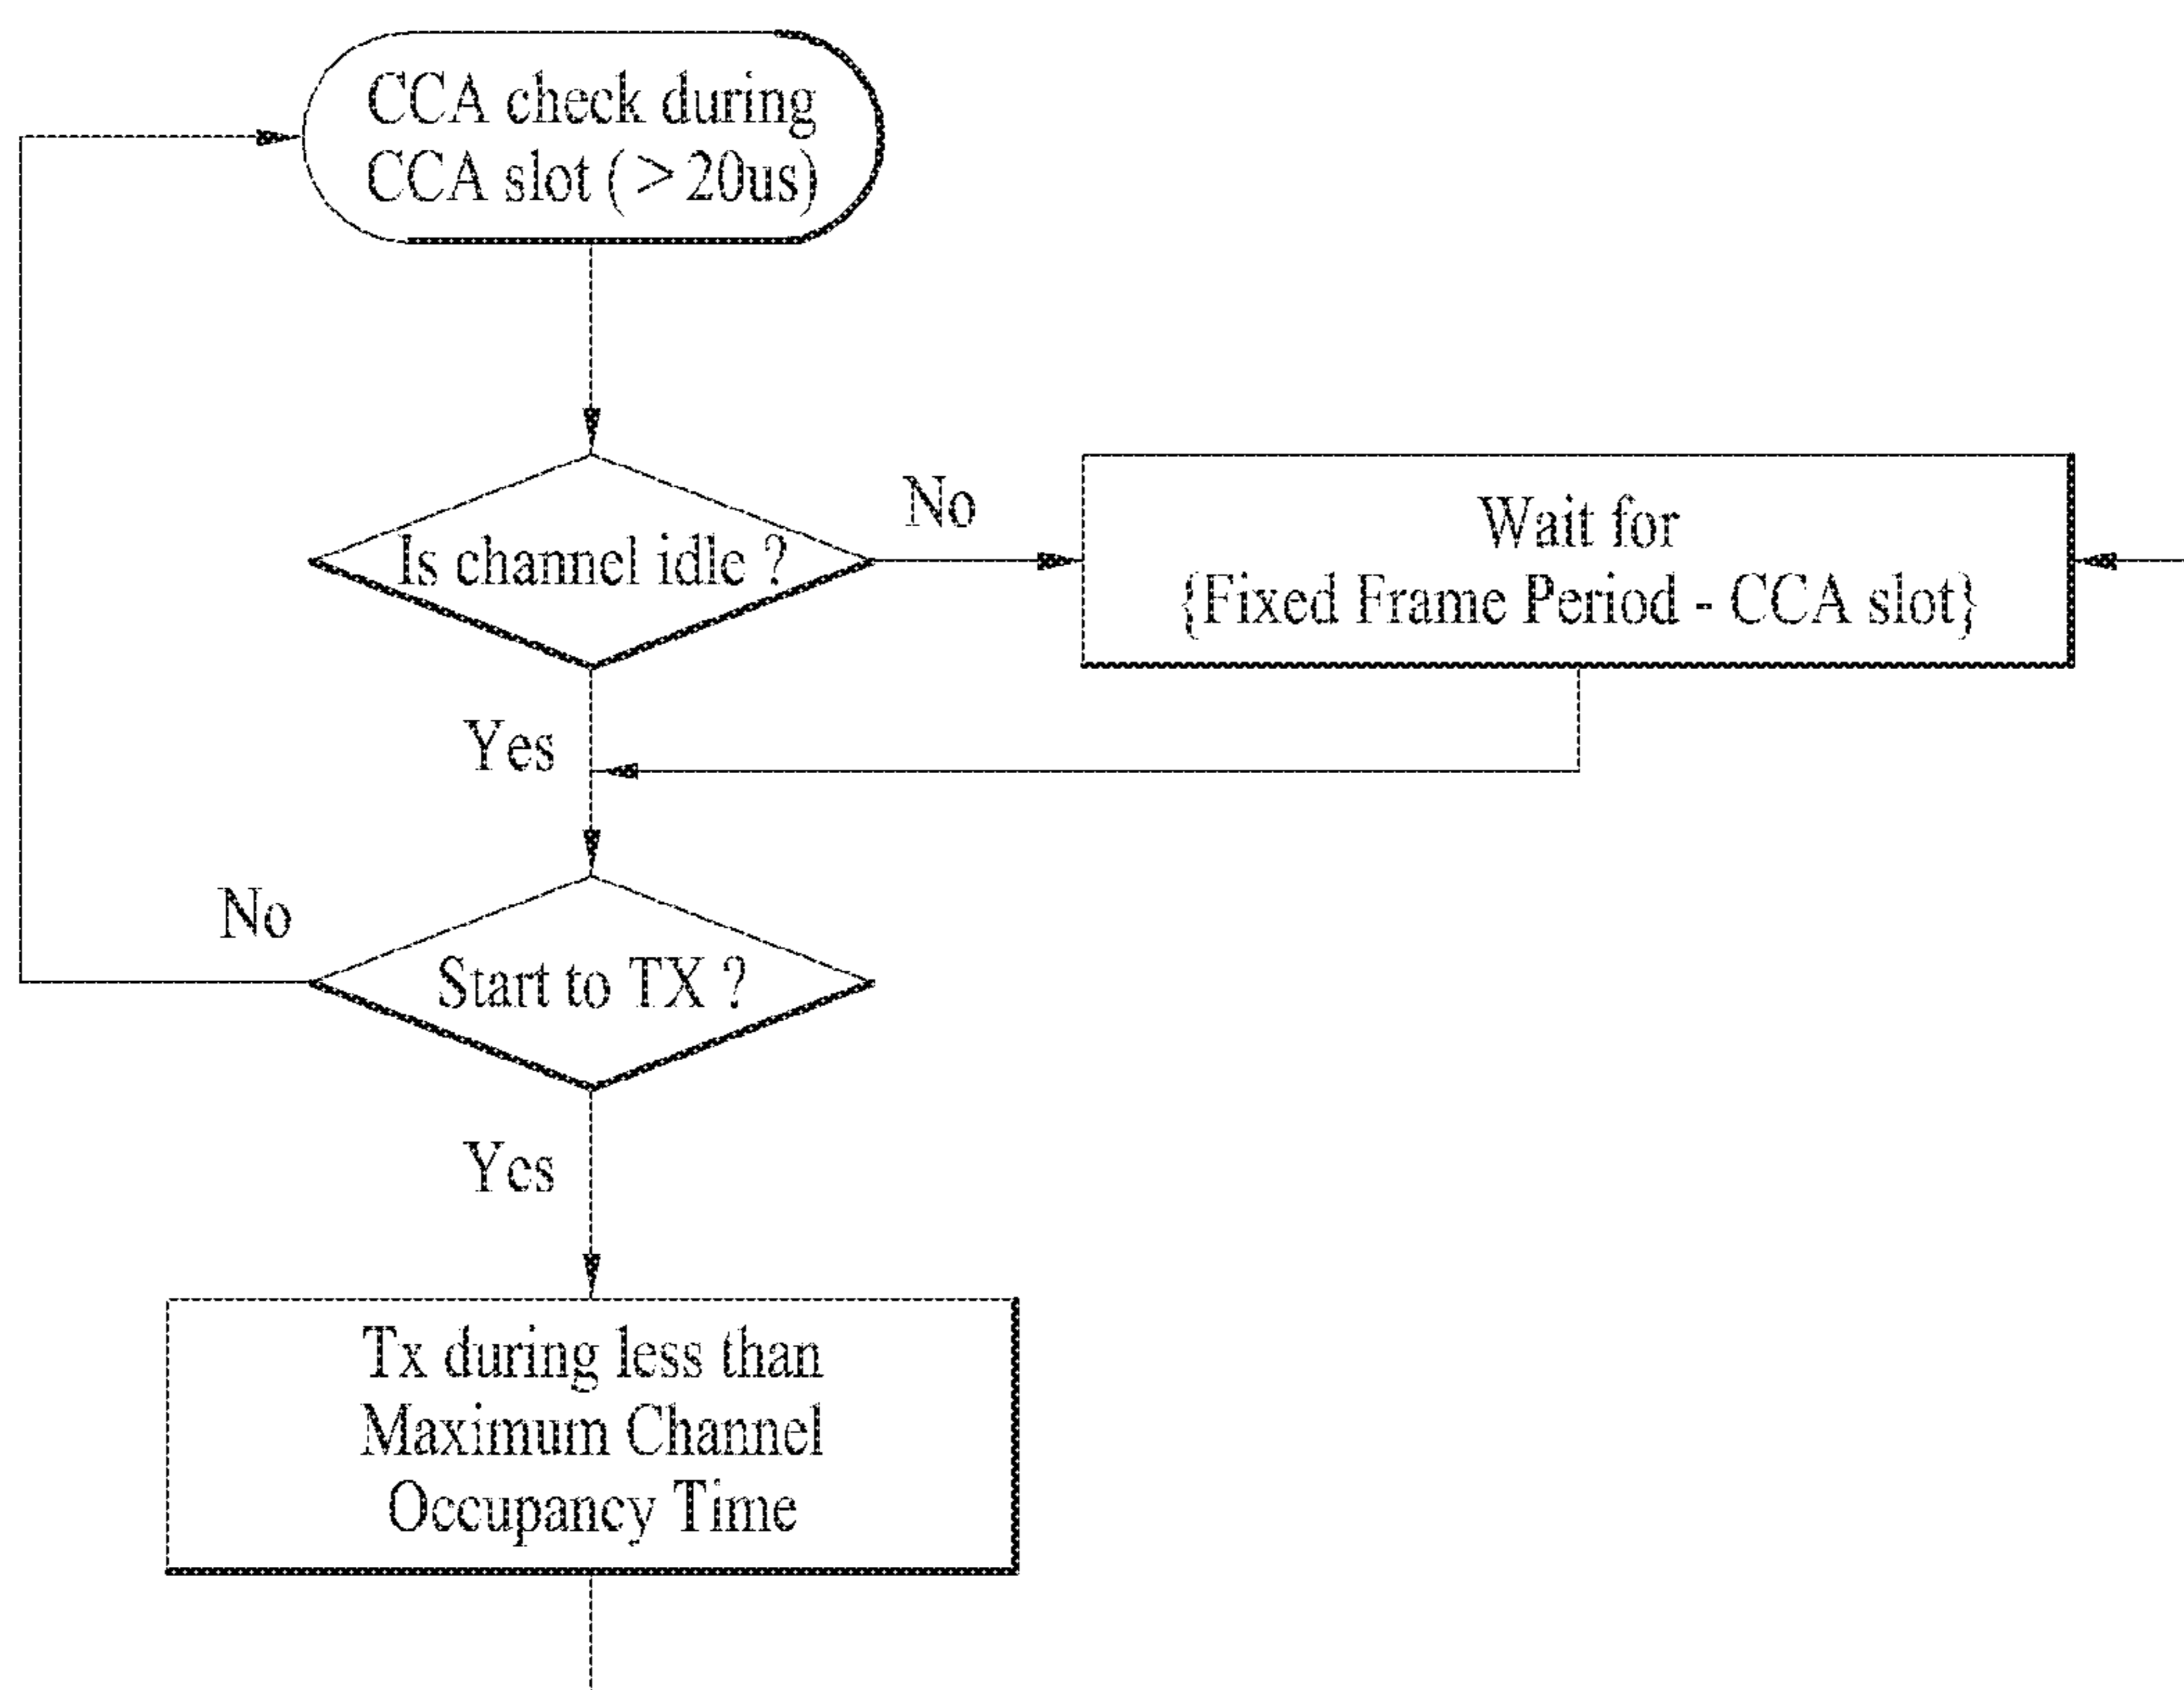 CCA check during
CCA slot ( > 20us)
Is channel idle ?
No
Wait for
{Fixed Frame Period - CCA slot}
Yes
No
Start to TX ?
Yes
Tx during less than
Maximum Channel
Occupancy Time